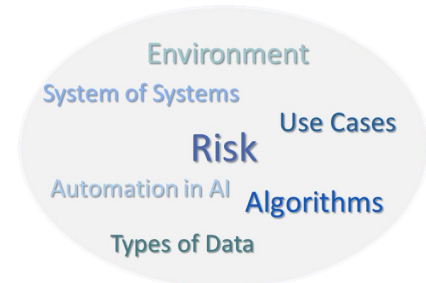 Environment
System of Systems
Use Cases
Risk
Automation in AI
Algorithms
Types of Data